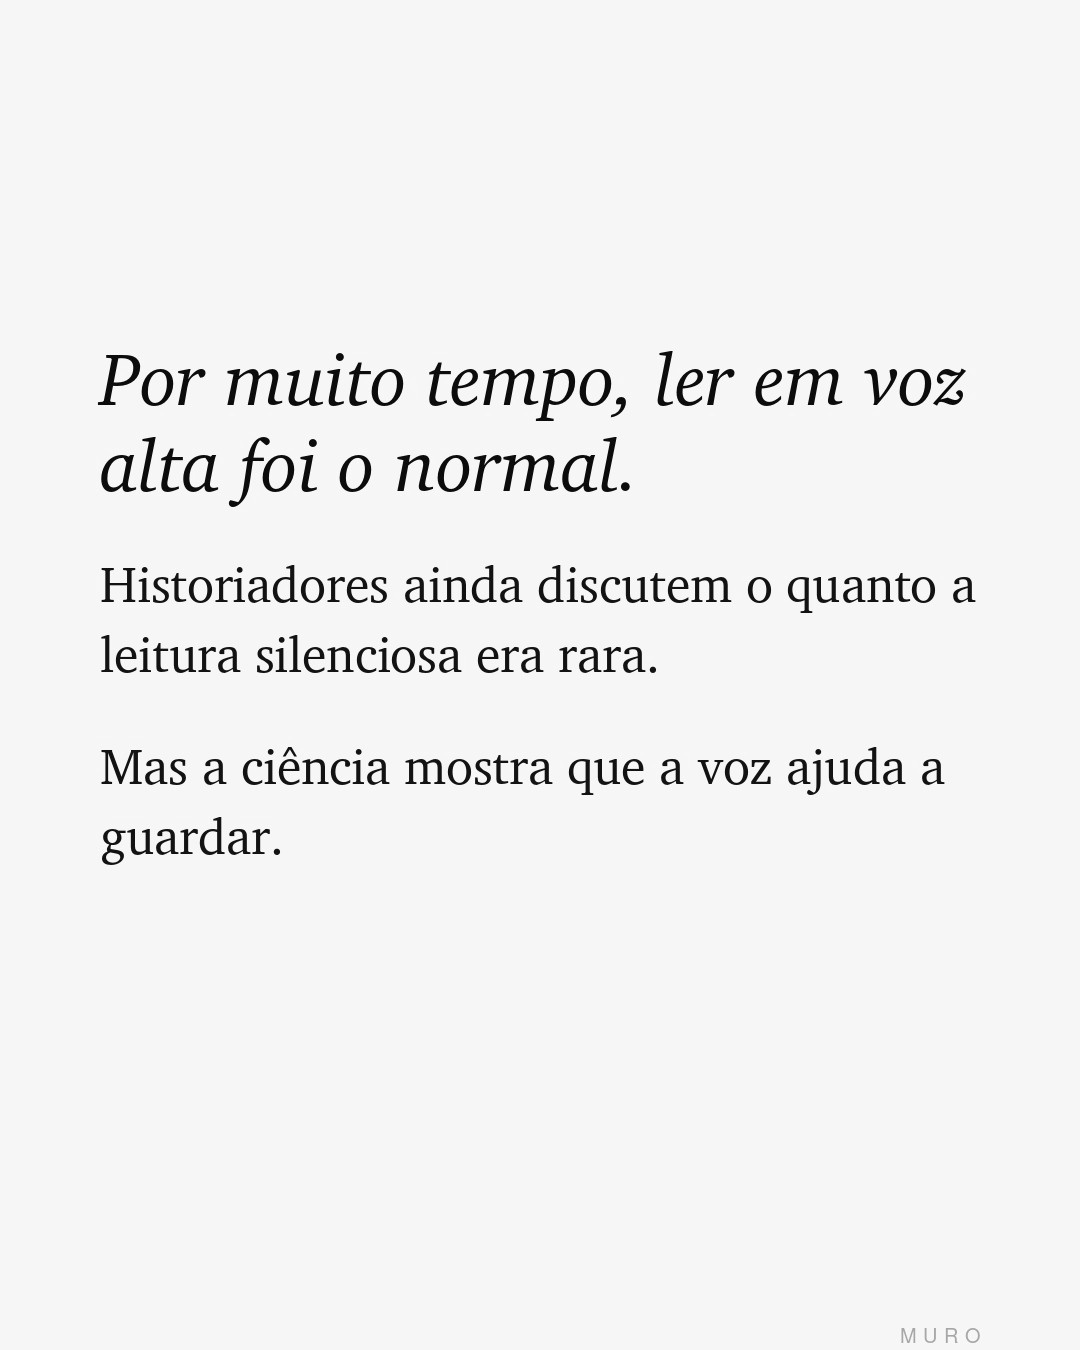 Por muito tempo, ler em voz
alta foi o normal.
Historiadores ainda discutem o quanto a
leitura silenciosa era rara.
Mas a ciência mostra que a voz ajuda a
guardar.
MURO